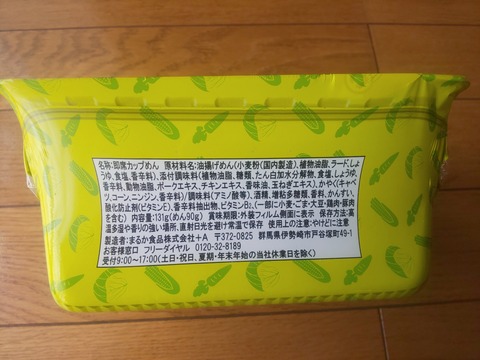 名称:即席カップめん 原材料名:油揚げめん(小麦粉(国内製造)、植物油脂、ラード、しょ
うゆ、食塩、香辛料)、添付調味料(植物油脂、糖類、たん白加水分解物、食塩、しょうゆ、
香辛料、動物油脂、ポークエキス、チキンエキス、香味油、玉ねぎエキス)、かやく(キャベ
ツ、コーン、ニンジン、香辛料)/調味料(アミノ酸等)、酒精、増粘多糖類、香料、かんすい、
酸化防止剤(ビタミンE)、香辛料抽出物、ビタミンB₂、(一部に小麦・ごま・大豆・鶏肉・豚肉
を含む) 内容量:131g(めん90g) 賞味期限:外装フィルム側面に表示 保存方法:高
温多湿や香りの強い場所、直射日光を避け常温で保存 使用上の注意:やけどに注意
製造者:まるか食品株式会社+A 〒372-0825 群馬県伊勢崎市戸谷塚町49-1
お客様窓口 フリーダイヤル 0120-32-8189
受付9:00~17:00(土日・祝日、夏期・年末年始の当社休業日を除く)